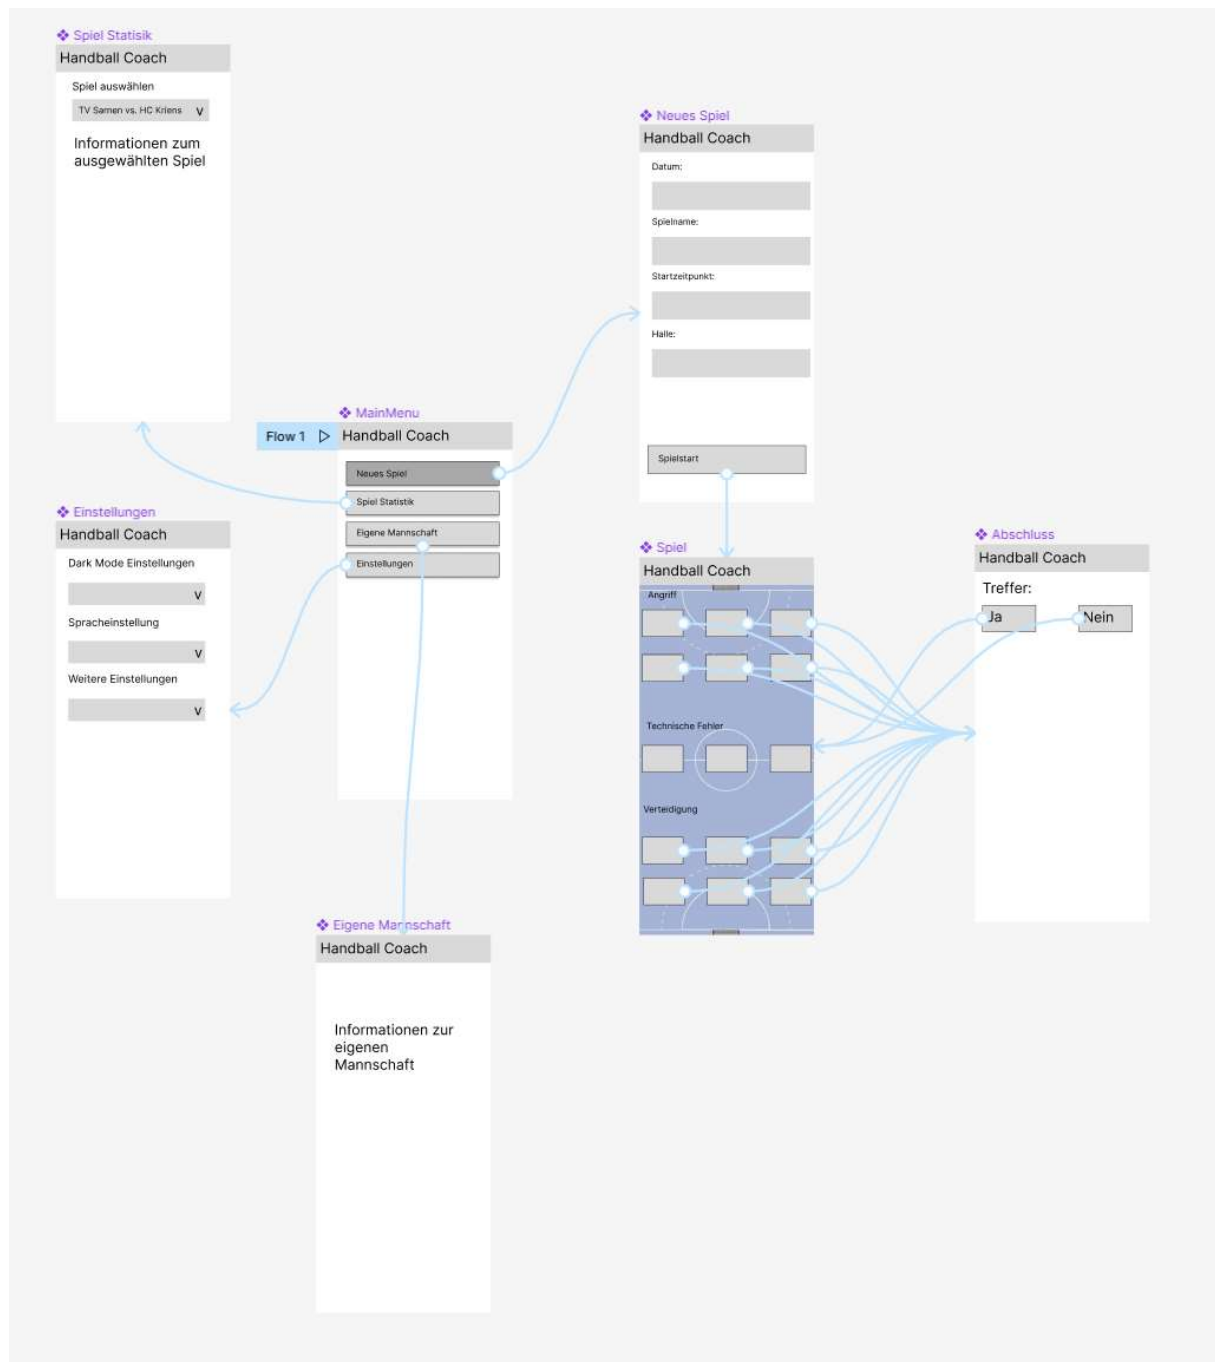 Spiel Statisik
Handball Coach
Spiel auswählen
TV Sarnen vs. HC Kriens V
Informationen zum
ausgewählten Spiel
Neues Spiel
Handball Coach
Datum:
Spielname:
Startzeitpunkt:
Halle:
Spielstart
MainMenu
Flow 1
Handball Coach
Neues Spiel
Spiel Statistik
Eigene Mannschaft
Einstellungen
Einstellungen
Handball Coach
Dark Mode Einstellungen
V
Spracheinstellung
V
Weitere Einstellungen
V
Spiel
Handball Coach
Angriff
Technische Fehler
Verteidigung
Abschluss
Handball Coach
Treffer:
Ja
Nein
Eigene Mannschaft
Handball Coach
Informationen zur
eigenen
Mannschaft